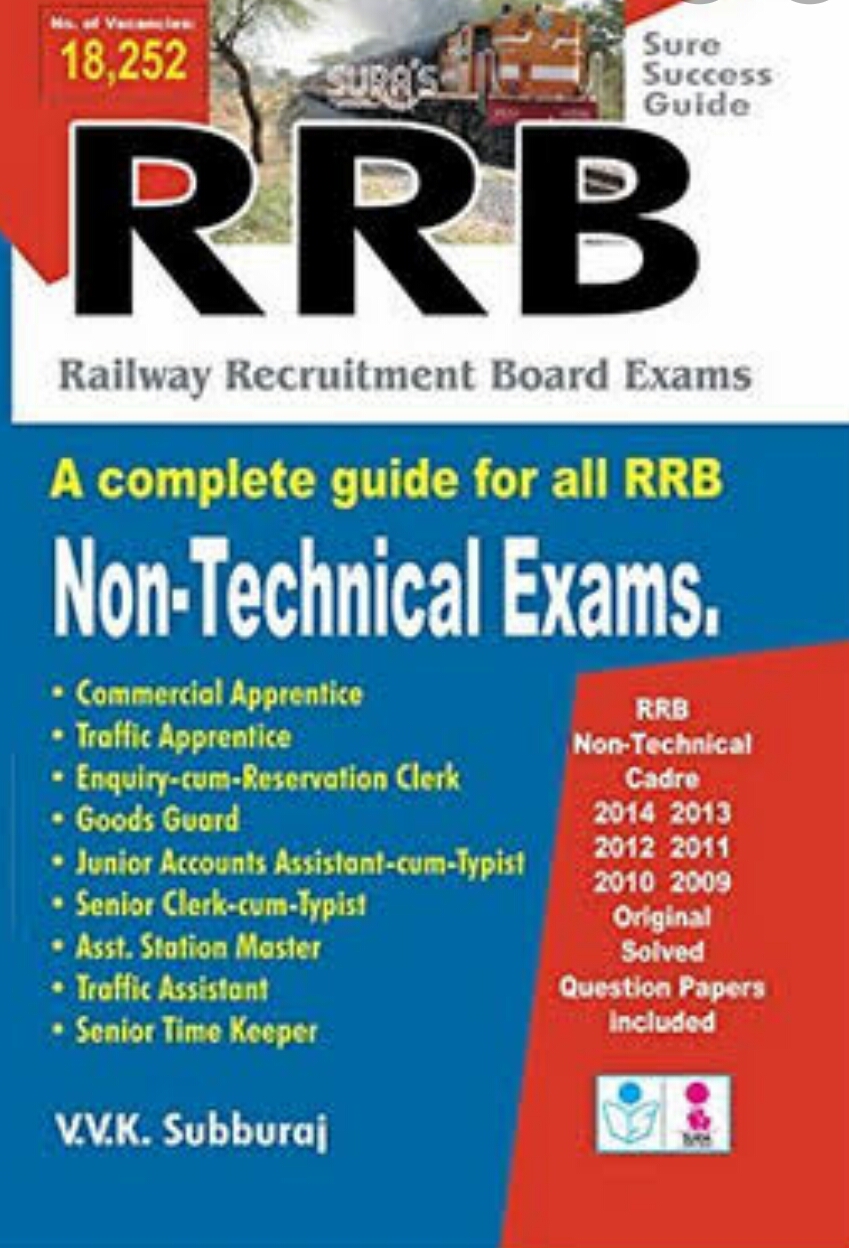 No. of Vacancies:
18,252
SURA'S
Sure
Success
Guide
RRB
Railway Recruitment Board Exams
A complete guide for all RRB
Non-Technical Exams.
• Commercial Apprentice
• Traffic Apprentice
• Enquiry-cum-Reservation Clerk
• Goods Guard
• Junior Accounts Assistant-cum-Typist
• Senior Clerk-cum-Typist
• Asst. Station Master
• Traffic Assistant
• Senior Time Keeper
RRB
Non-Technical
Cadre
2014 2013
2012 2011
2010 2009
Original
Solved
Question Papers
included
V.V.K. Subburaj
SURA